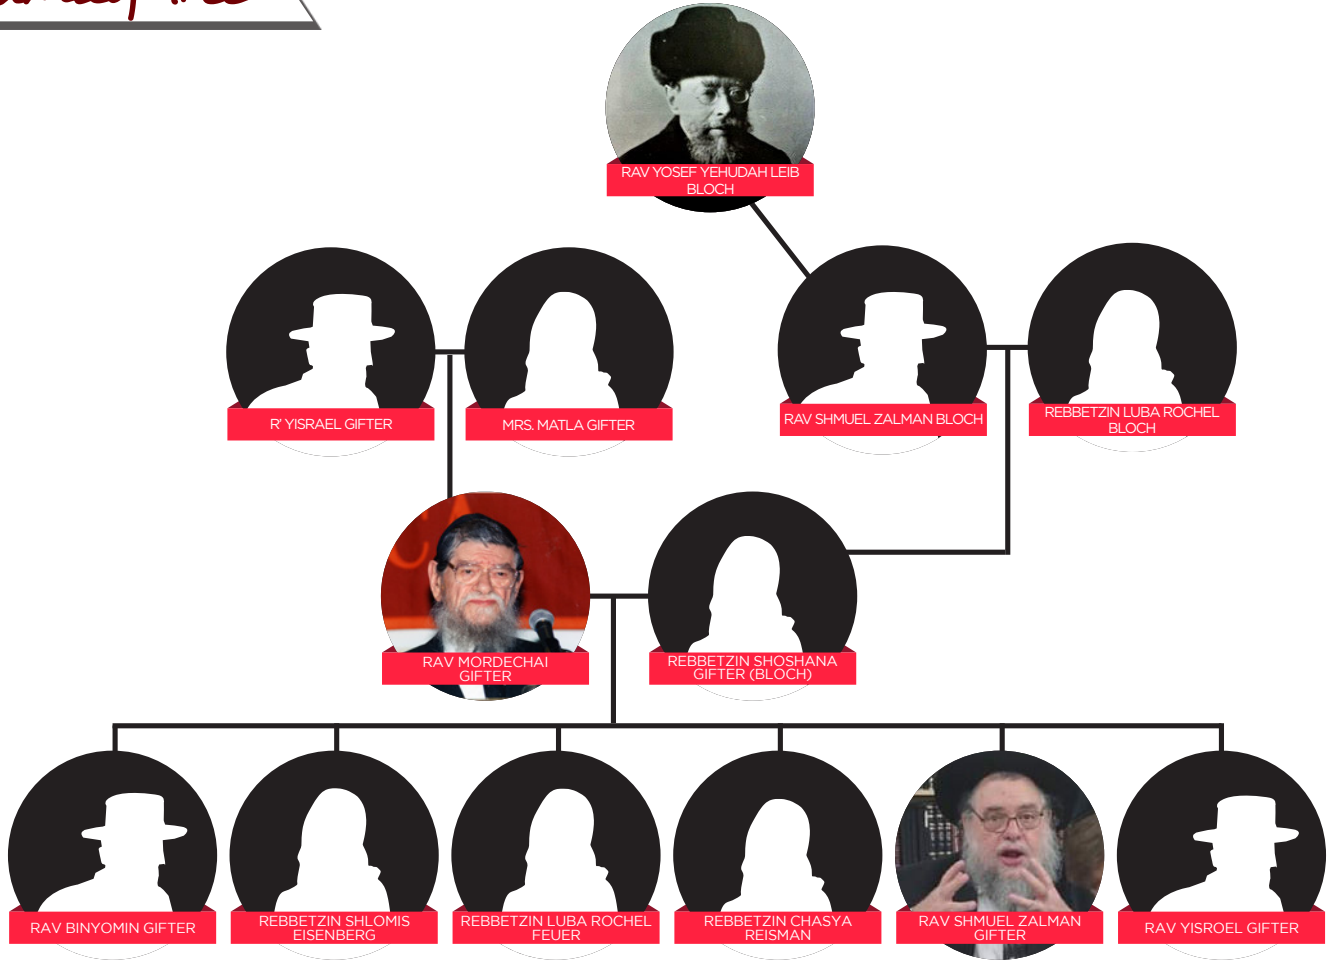 Family Tree
RAV YOSEF YEHUDAH LEIB
BLOCH
R' YISRAEL GIFTER
MRS. MATLA GIFTER
RAV SHMUEL ZALMAN BLOCH
REBBETZIN LUBA ROCHEL
BLOCH
RAV MORDECHAI
GIFTER
REBBETZIN SHOSHANA
GIFTER (BLOCH)
RAV BINYOMIN GIFTER
REBBETZIN SHLOMIS
EISENBERG
REBBETZIN LUBA ROCHEL
FEUER
REBBETZIN CHASYA
REISMAN
RAV SHMUEL ZALMAN
GIFTER
RAV YISROEL GIFTER